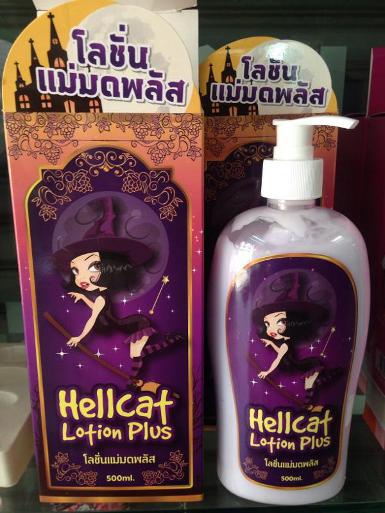 โลชั่น
แม่มดพลัส
Hellcat
Lotion Plus
โลชั่นแม่มดพลัส
500ml.
โลชั่น
แม่มดพลัส
Hellcat
Lotion Plus
โลชั่นแม่มดพลัส
500ml.